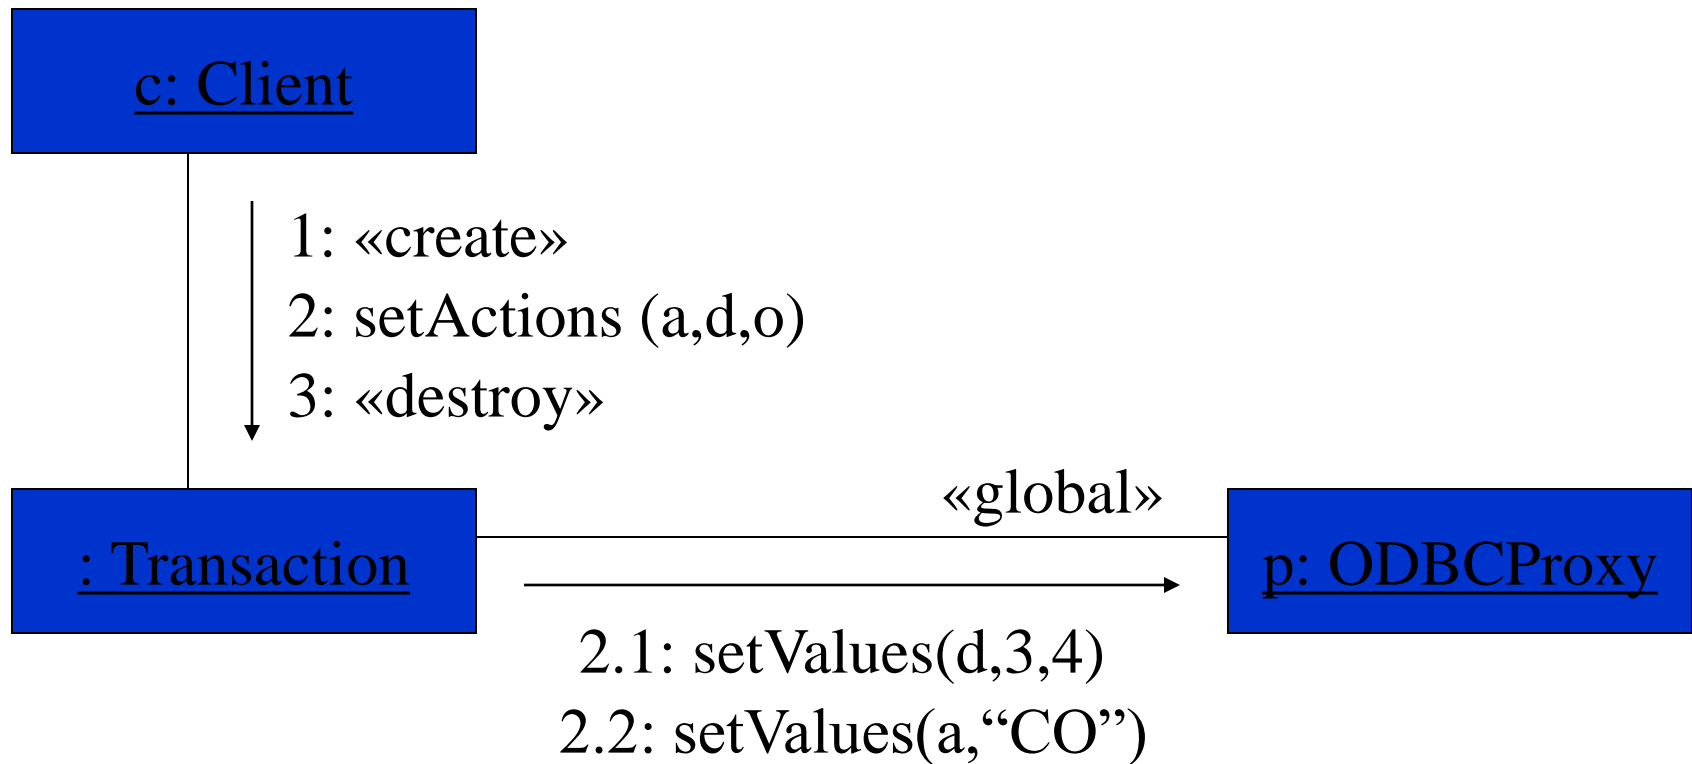 c: Client
1: «create»
2: setActions (a,d,o)
3: «destroy»
«global»
: Transaction
p: ODBCProxy
2.1: setValues(d,3,4)
2.2: setValues(a,“CO”)